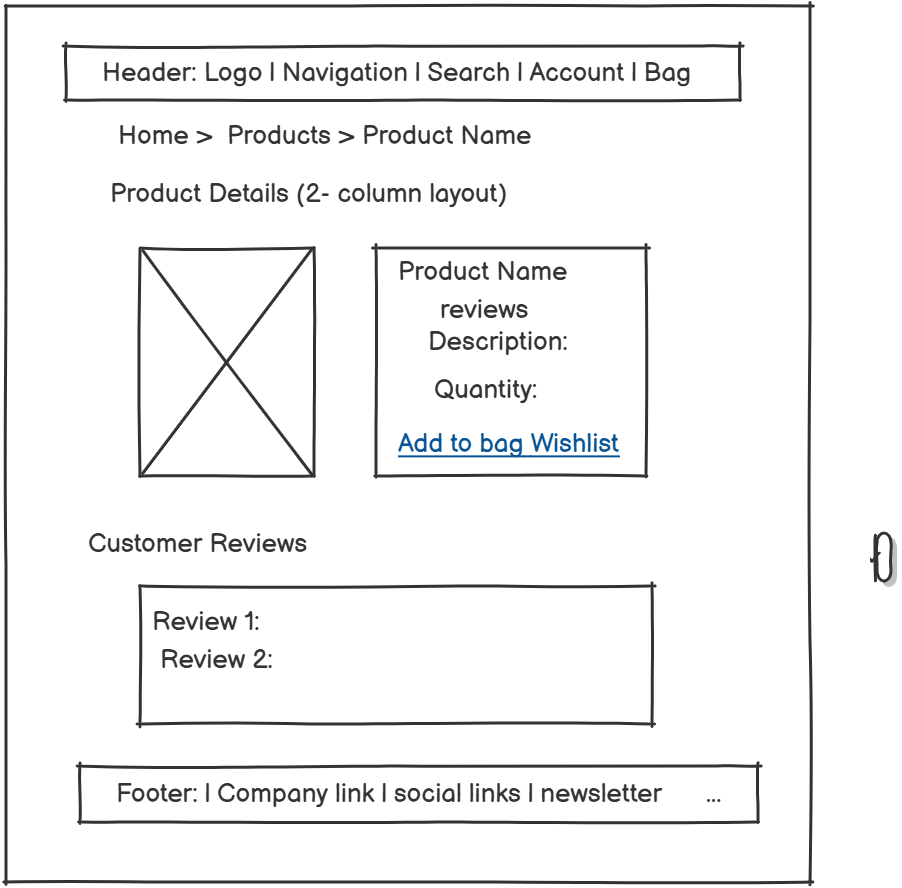 Header: Logo | Navigation | Search | Account | Bag
Home > Products > Product Name
Product Details (2- column layout)
Product Name
reviews
Description:
Quantity:
Add to bag Wishlist
Customer Reviews
Review 1:
Review 2:
Footer: | Company link | social links | newsletter ...